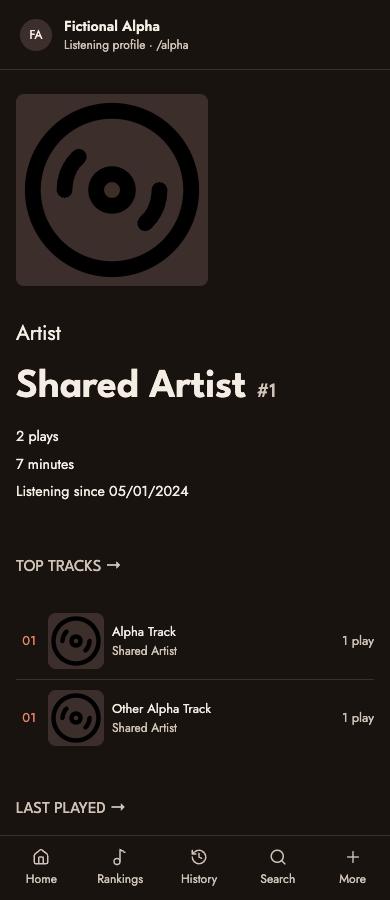 FA
Fictional Alpha
Listening profile · /alpha
Artist
Shared Artist #1
2 plays
7 minutes
Listening since 05/01/2024
TOP TRACKS →
01
Alpha Track
Shared Artist
1 play
01
Other Alpha Track
Shared Artist
1 play
LAST PLAYED →
Home
Rankings
History
Search
More